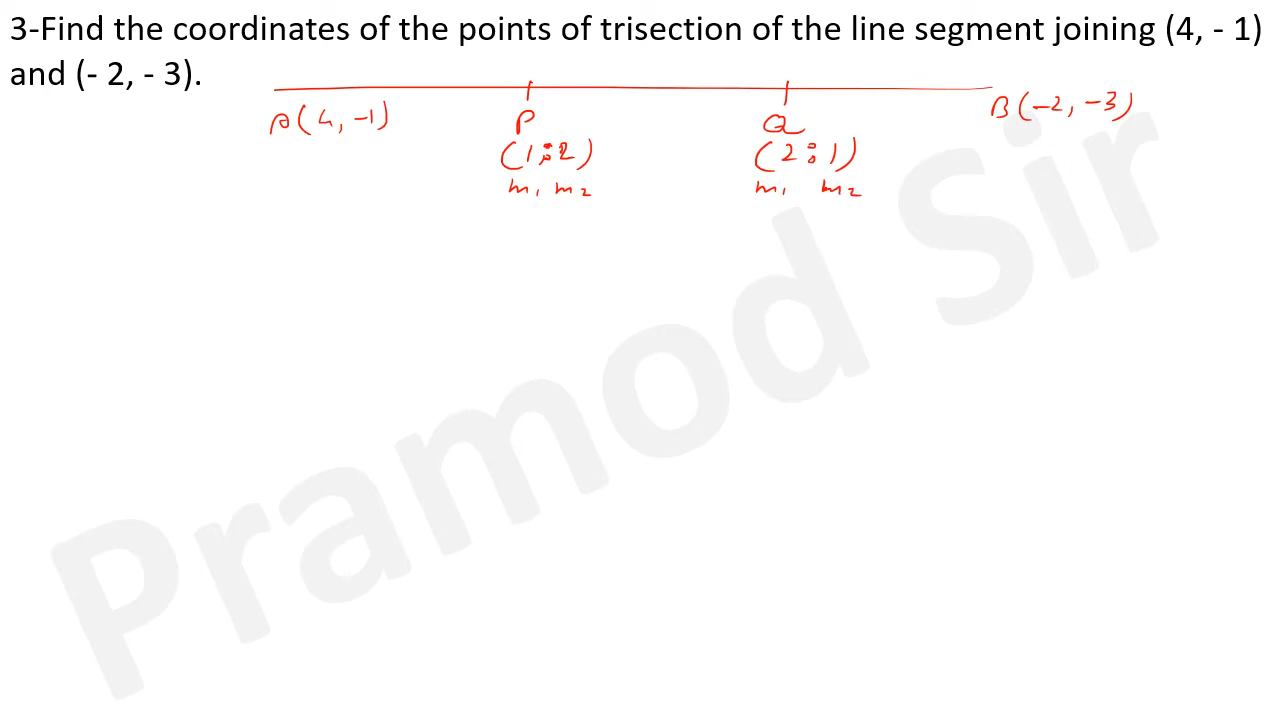 3-Find the coordinates of the points of trisection of the line segment joining (4, - 1)
and (- 2, - 3).
A(4, -1) P Q B(-2, -3)
(1:2) (2:1)
m₁ m₂ m₁ m₂
Pramod Sir